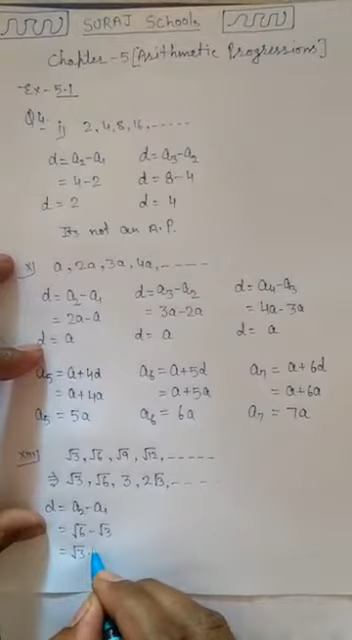 SURAJ Schools
Chapter-5 [Arithmetic Progressions]
Ex-5.1
Q4. i) 2, 4, 8, 16, -----
d = a₂-a₁ d = a₃-a₂
= 4-2 d = 8-4
d = 2 d = 4
Its not an A.P.
x) a, 2a, 3a, 4a, -----
d = a₂-a₁ d = a₃-a₂ d = a₄-a₃
= 2a-a = 3a-2a = 4a-3a
d = a d = a d = a
a₅ = a+4d a₆ = a+5d a₇ = a+6d
= a+4a = a+5a = a+6a
a₅ = 5a a₆ = 6a a₇ = 7a
√3, √6, √9, √12, -----
⇒ √3, √6, 3, 2√3, -----
d = a₂-a₁
= √6-√3
= √3